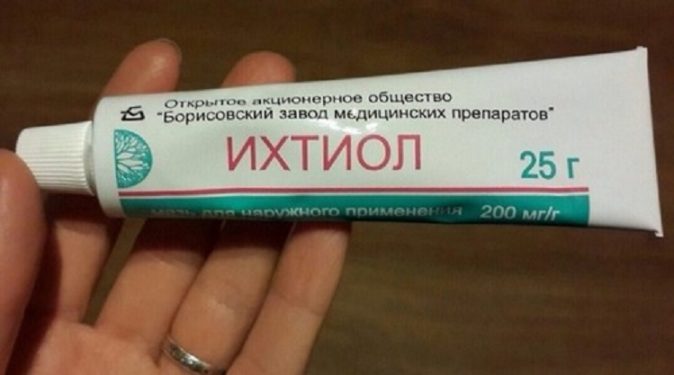 Открытое акционерное общество
"Борисовский завод медицинских препаратов"
ИХТИОЛ
25 г
мазь для наружного применения 200 мг/г